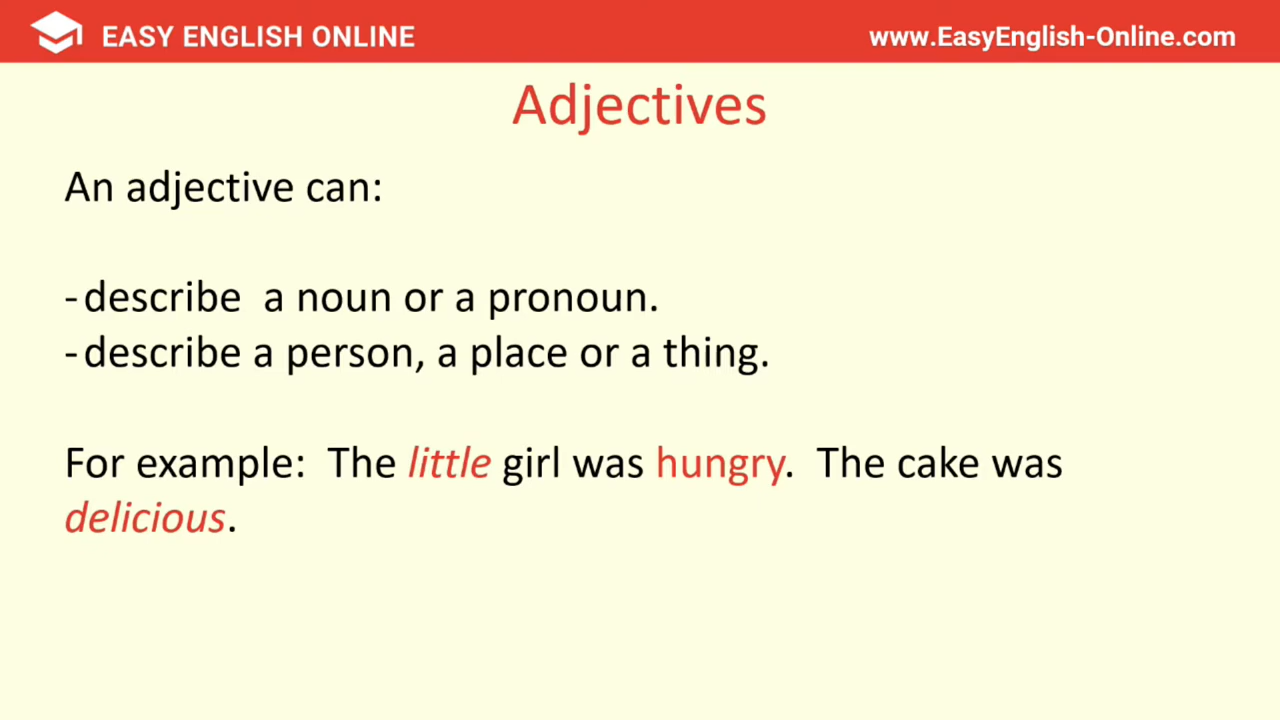 EASY ENGLISH ONLINE
www.EasyEnglish-Online.com
Adjectives
An adjective can:
- describe  a noun or a pronoun.
- describe a person, a place or a thing.
For example:  The little girl was hungry.  The cake was
delicious.